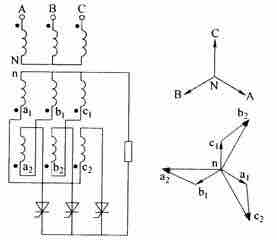 A B C
N
n
a₁ b₁ c₁
a₂ b₂ c₂
C
B N A
b₂
c₁
n
a₂ b₁ a₁
c₂